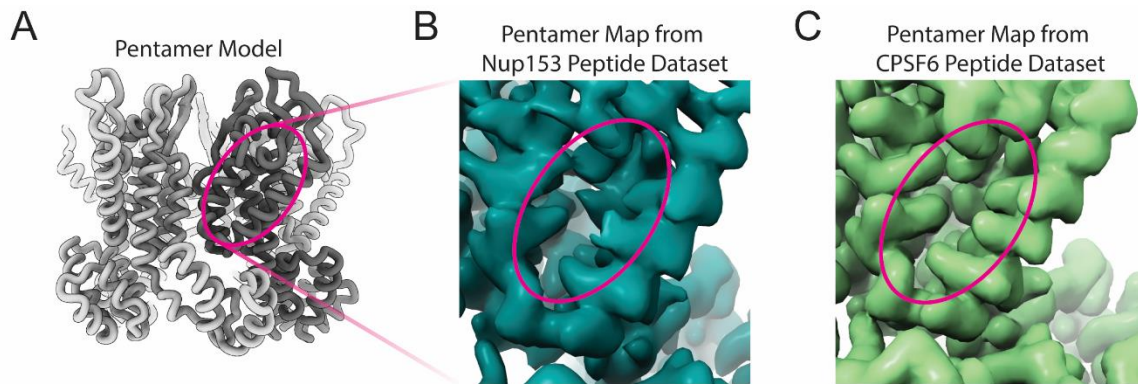 A
Pentamer Model
B
Pentamer Map from
Nup153 Peptide Dataset
C
Pentamer Map from
CPSF6 Peptide Dataset